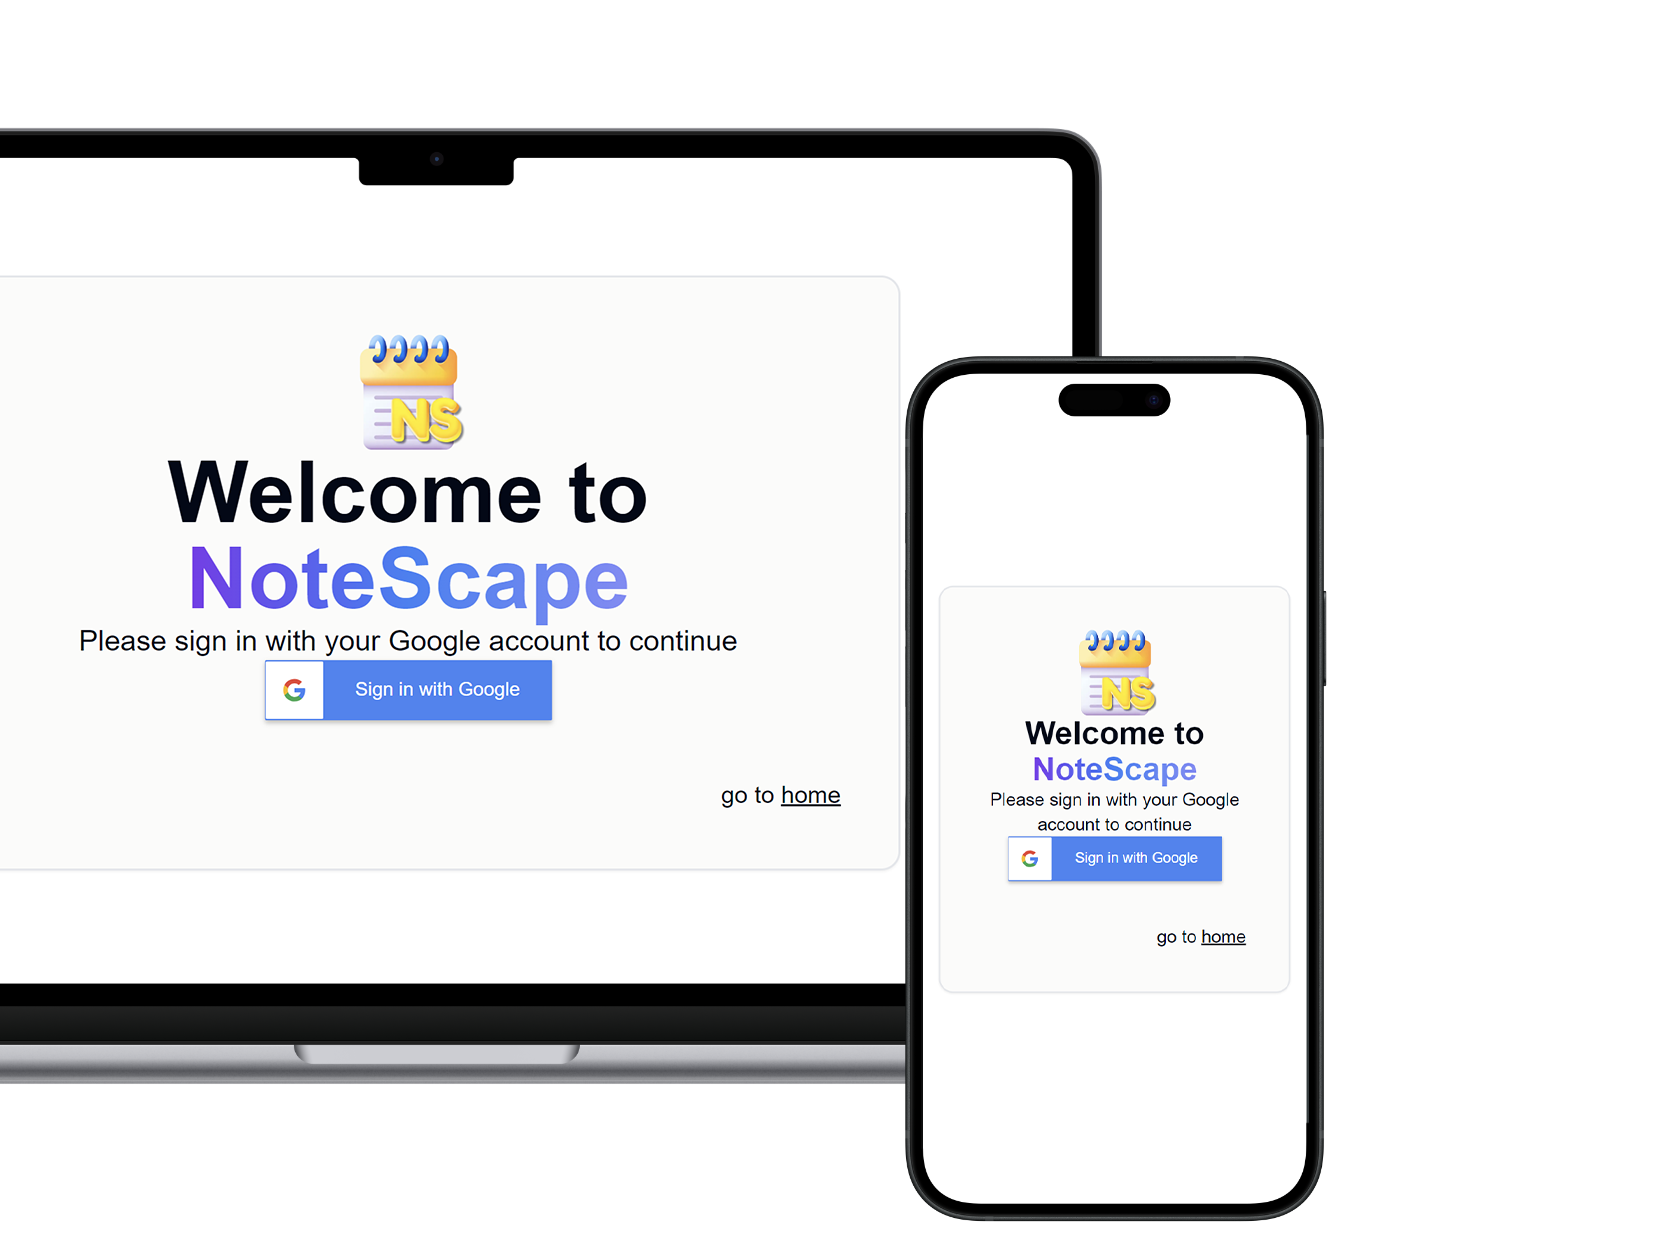 NS
Welcome to
NoteScape
Please sign in with your Google account to continue
G Sign in with Google
go to home
NS
Welcome to
NoteScape
Please sign in with your Google
account to continue
G Sign in with Google
go to home